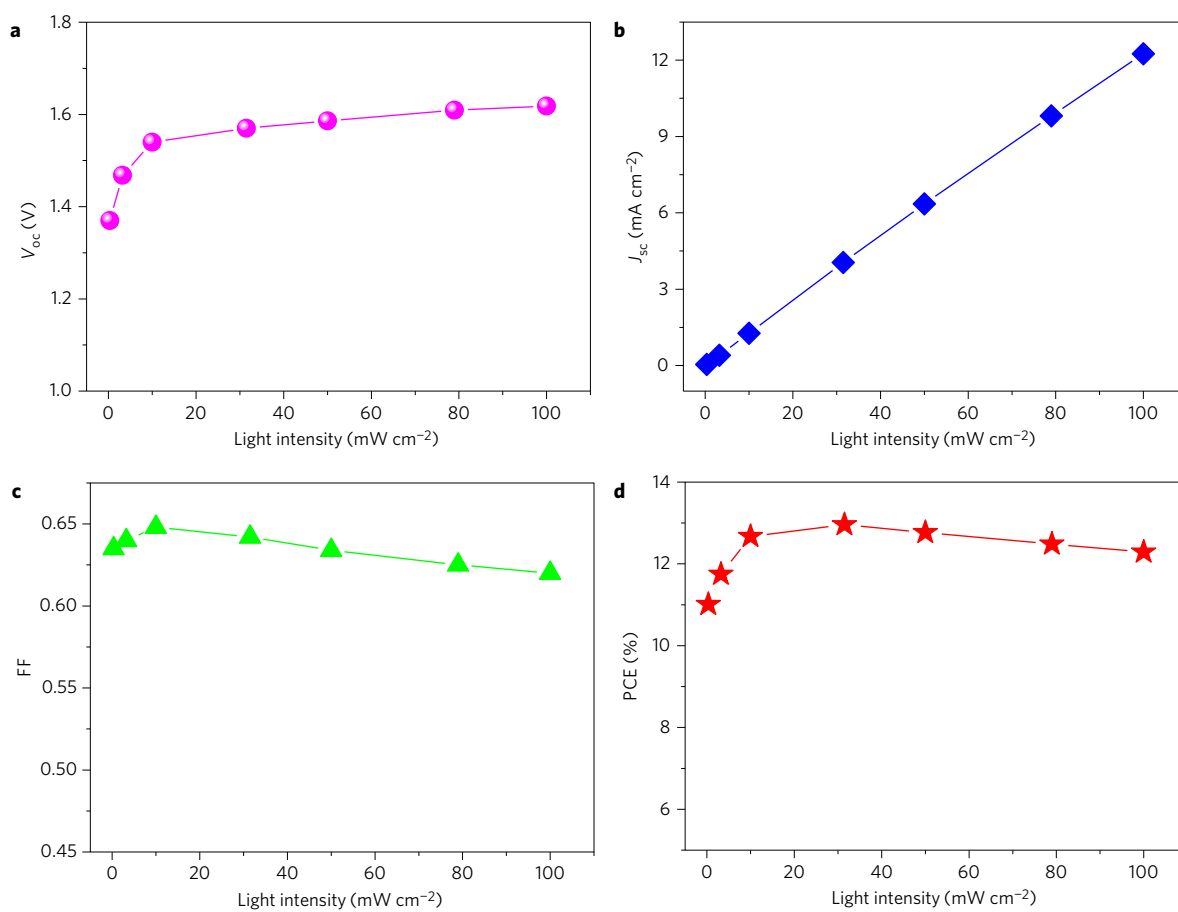 a
1.8
1.6
1.4
1.2
1.0
V_oc (V)
0 20 40 60 80 100
Light intensity (mW cm⁻²)
b
12
9
6
3
0
J_sc (mA cm⁻²)
0 20 40 60 80 100
Light intensity (mW cm⁻²)
c
0.65
0.60
0.55
0.50
0.45
FF
0 20 40 60 80 100
Light intensity (mW cm⁻²)
d
14
12
10
8
6
PCE (%)
0 20 40 60 80 100
Light intensity (mW cm⁻²)